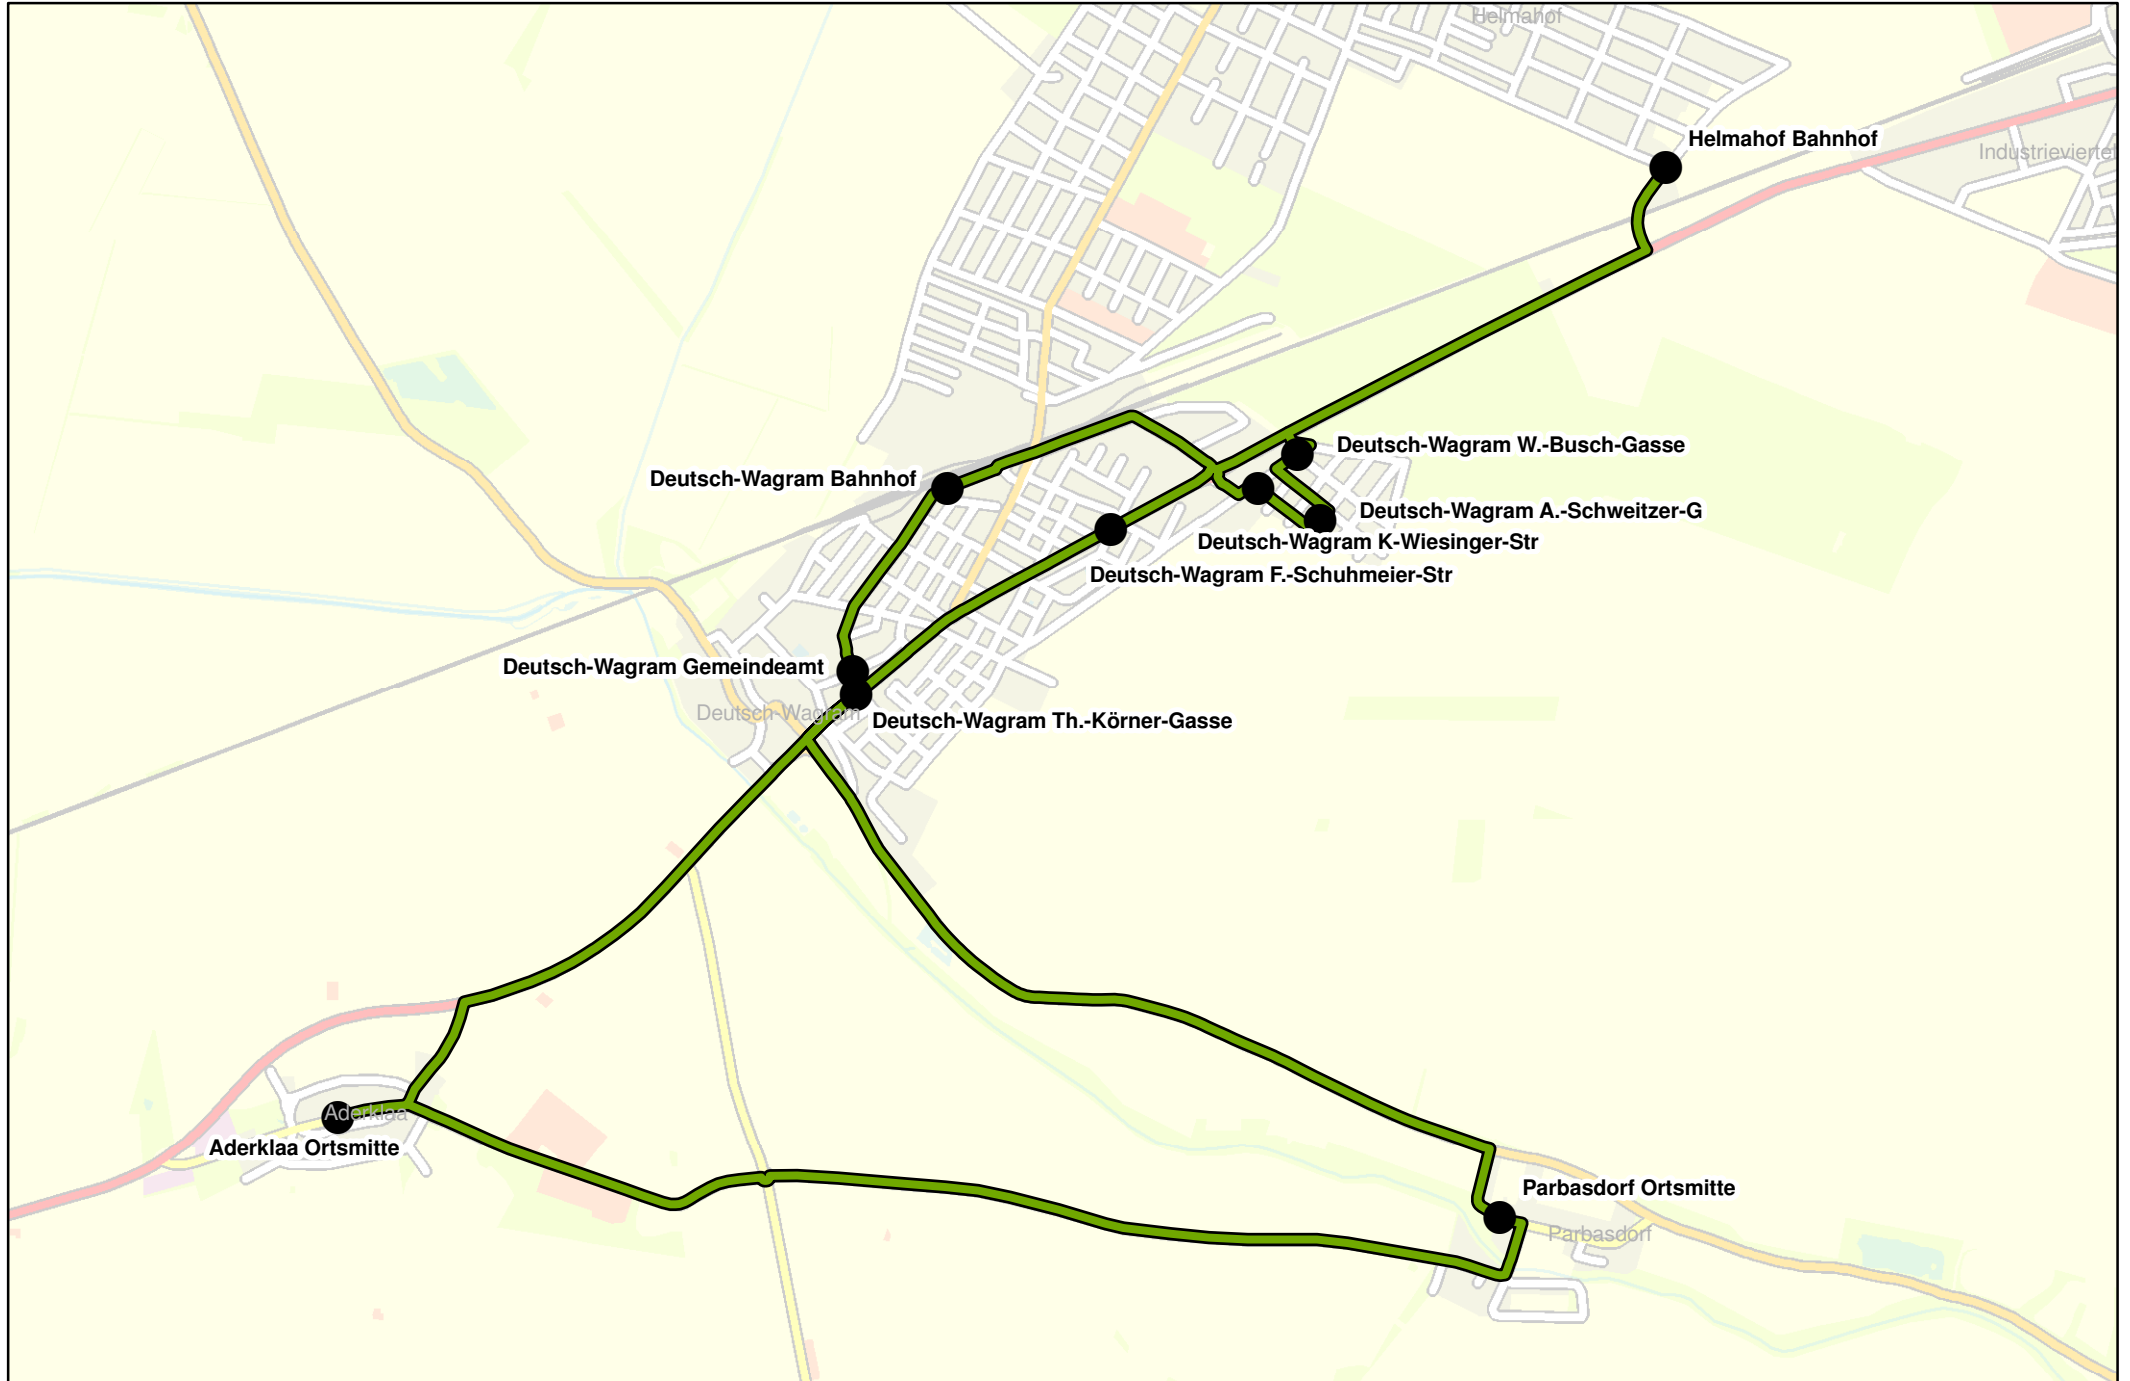 Helmahof
Helmahof Bahnhof
Industrieviertel
Deutsch-Wagram W.-Busch-Gasse
Deutsch-Wagram Bahnhof
Deutsch-Wagram A.-Schweitzer-G
Deutsch-Wagram K-Wiesinger-Str
Deutsch-Wagram F.-Schuhmeier-Str
Deutsch-Wagram Gemeindeamt
Deutsch-Wagram
Deutsch-Wagram Th.-Körner-Gasse
Aderklaa
Aderklaa Ortsmitte
Parbasdorf Ortsmitte
Parbasdorf